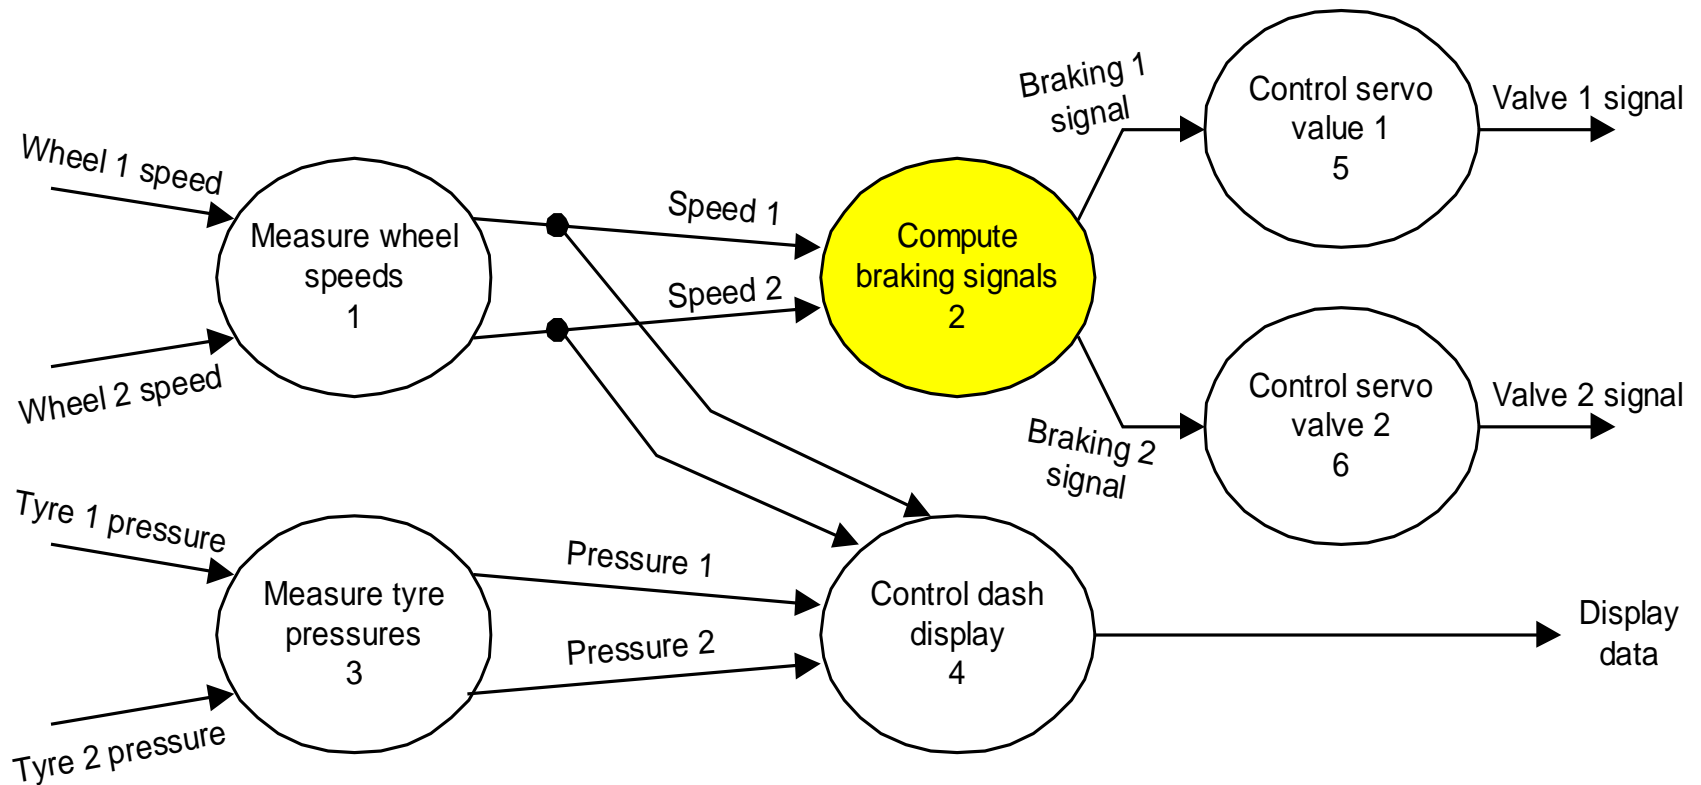 Wheel 1 speed
Wheel 2 speed
Measure wheel
speeds
1
Speed 1
Speed 2
Compute
braking signals
2
Braking 1
signal
Braking 2
signal
Control servo
value 1
5
Valve 1 signal
Control servo
valve 2
6
Valve 2 signal
Tyre 1 pressure
Tyre 2 pressure
Measure tyre
pressures
3
Pressure 1
Pressure 2
Control dash
display
4
Display
data